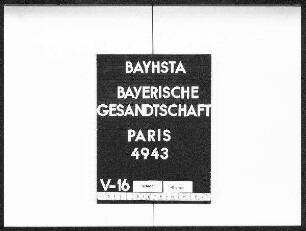 BAYHSTA
BAYERISCHE
GESANDTSCHAFT
PARIS
4943
V-16